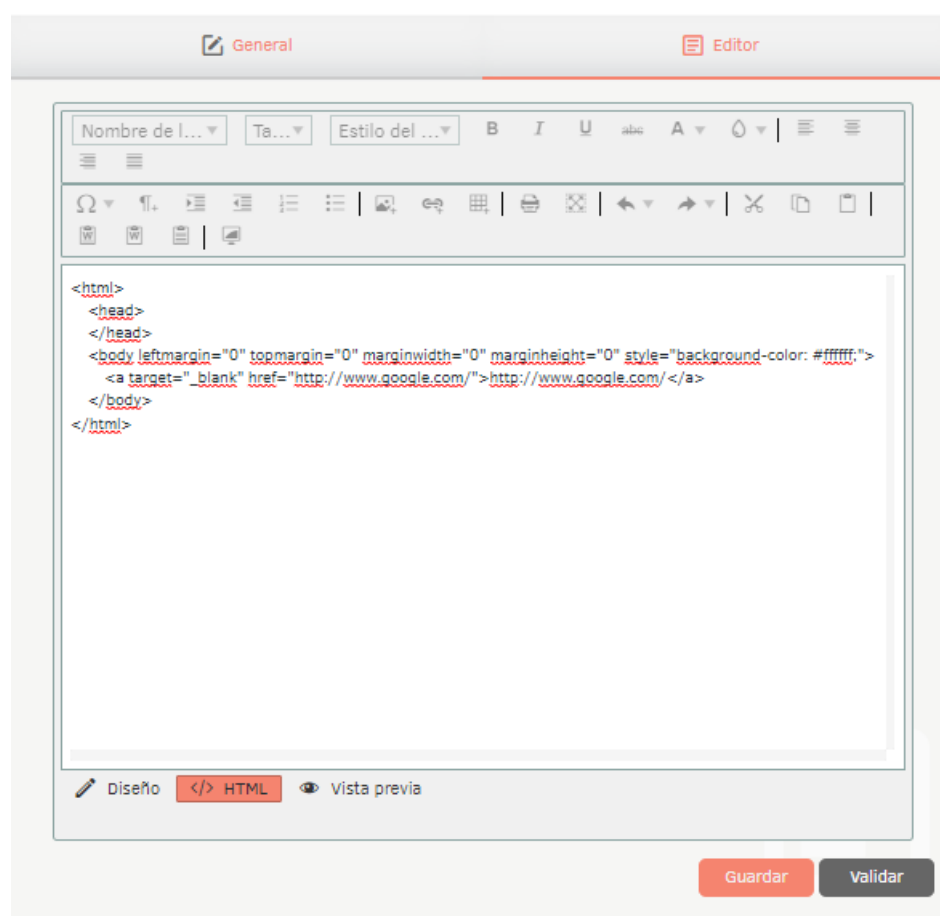 General
Editor
Nombre de l... Ta... Estilo del ... B I U abc A
Ω ¶
W W
<html>
<head>
</head>
<body leftmargin="0" topmargin="0" marginwidth="0" marginheight="0" style="background-color: #ffffff;">
<a target="_blank" href="http://www.google.com/">http://www.google.com/</a>
</body>
</html>
Diseño </> HTML Vista previa
Guardar Validar